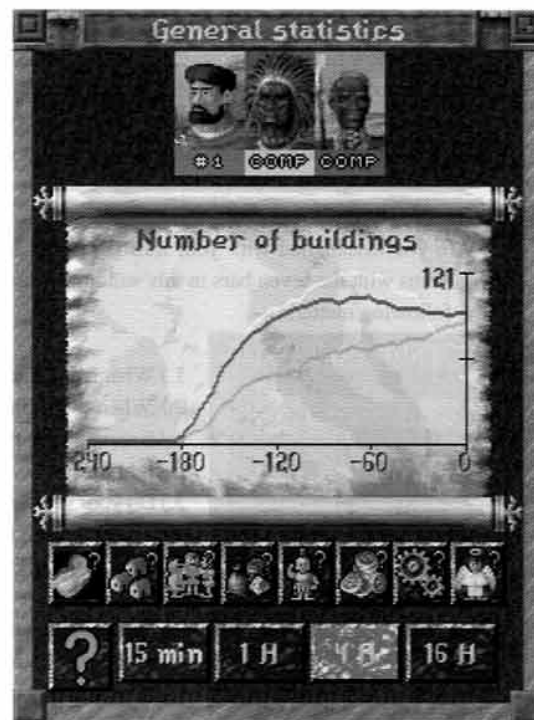 General statistics
#1 COMP COMP
Number of buildings
121
240 -180 -120 -60 0
? ? ? ? ? ? ? ?
? 15 min 1 H 4 H 16 H